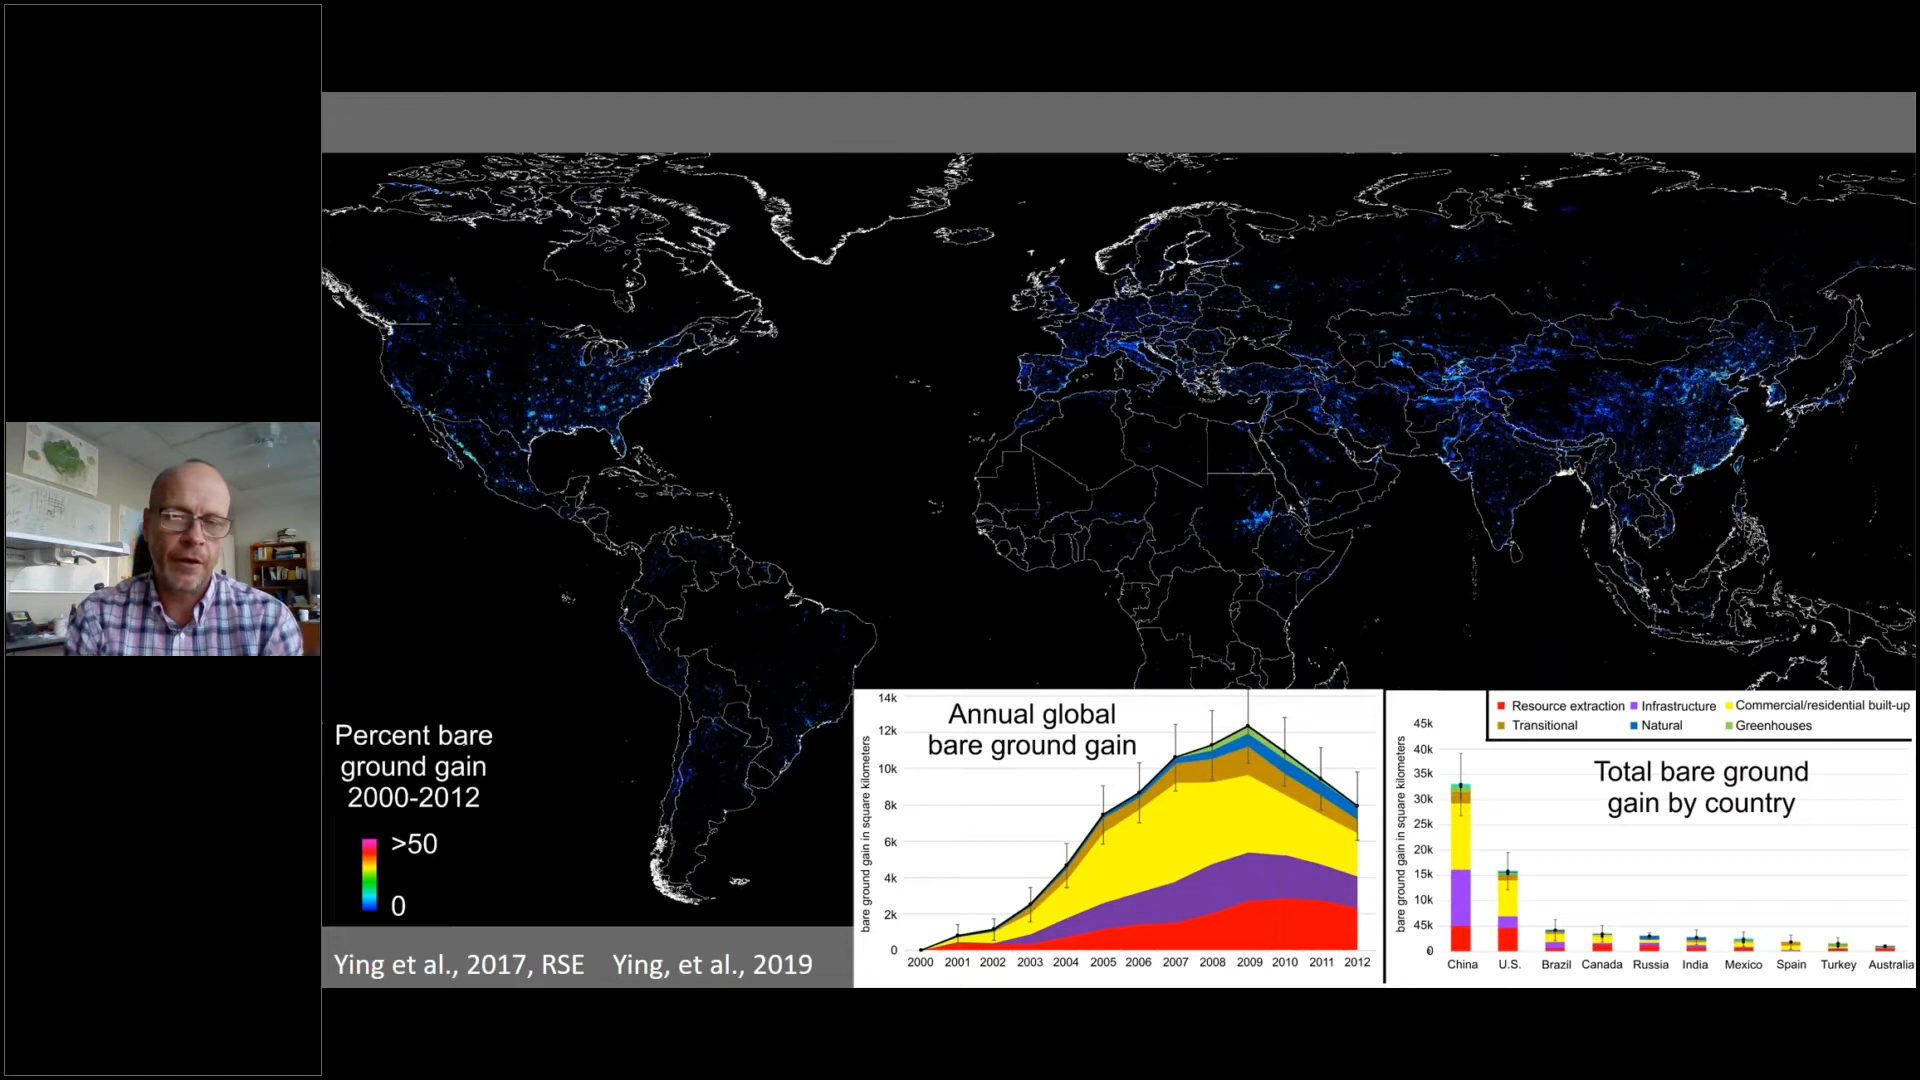 Percent bare
ground gain
2000-2012
>50
0
Ying et al., 2017, RSE    Ying, et al., 2019
Annual global
bare ground gain
bare ground gain in square kilometers
14k
12k
10k
8k
6k
4k
2k
0
2000 2001 2002 2003 2004 2005 2006 2007 2008 2009 2010 2011 2012
Resource extraction Infrastructure Commercial/residential built-up
Transitional Natural Greenhouses
Total bare ground
gain by country
bare ground gain in square kilometers
45k
40k
35k
30k
25k
20k
15k
10k
45k
0
China U.S. Brazil Canada Russia India Mexico Spain Turkey Australia